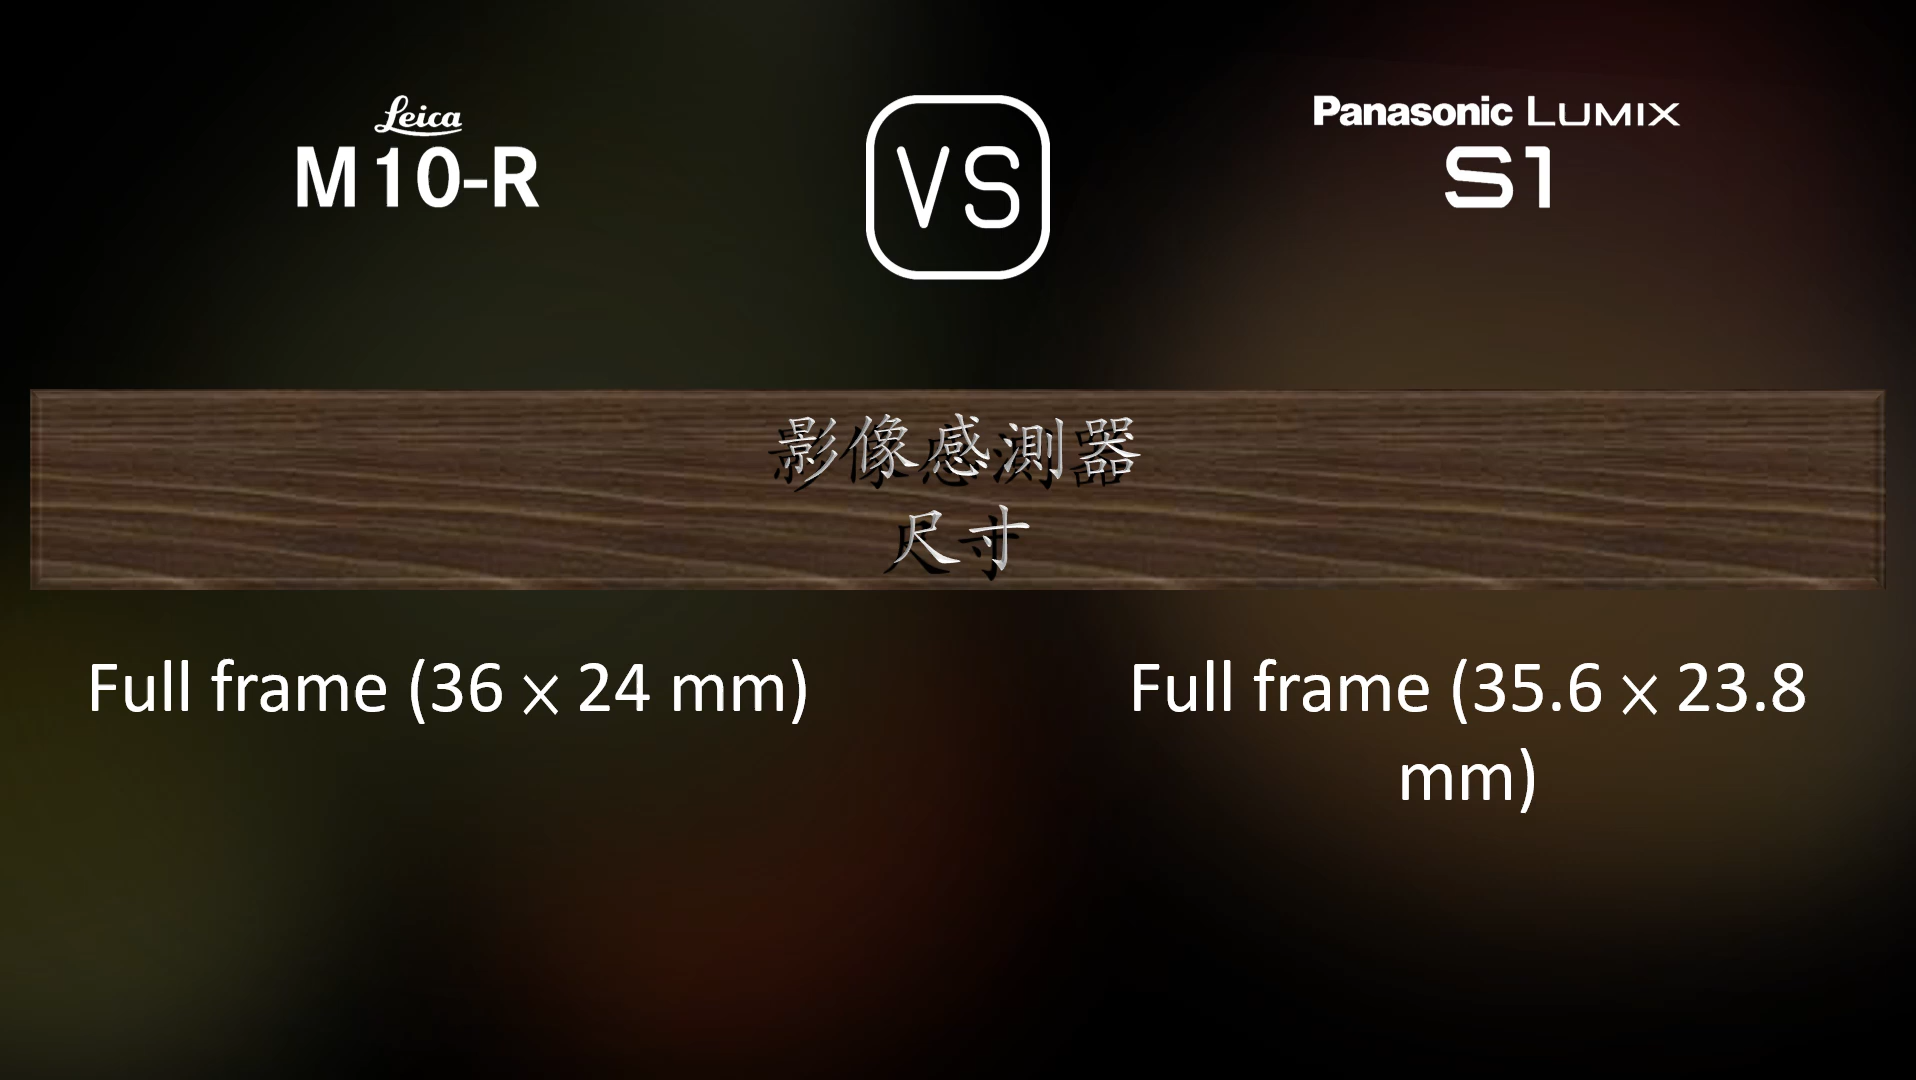 Leica
M10-R
VS
Panasonic LUMIX
S1
影像感測器
尺寸
Full frame (36 x 24 mm)
Full frame (35.6 x 23.8
mm)